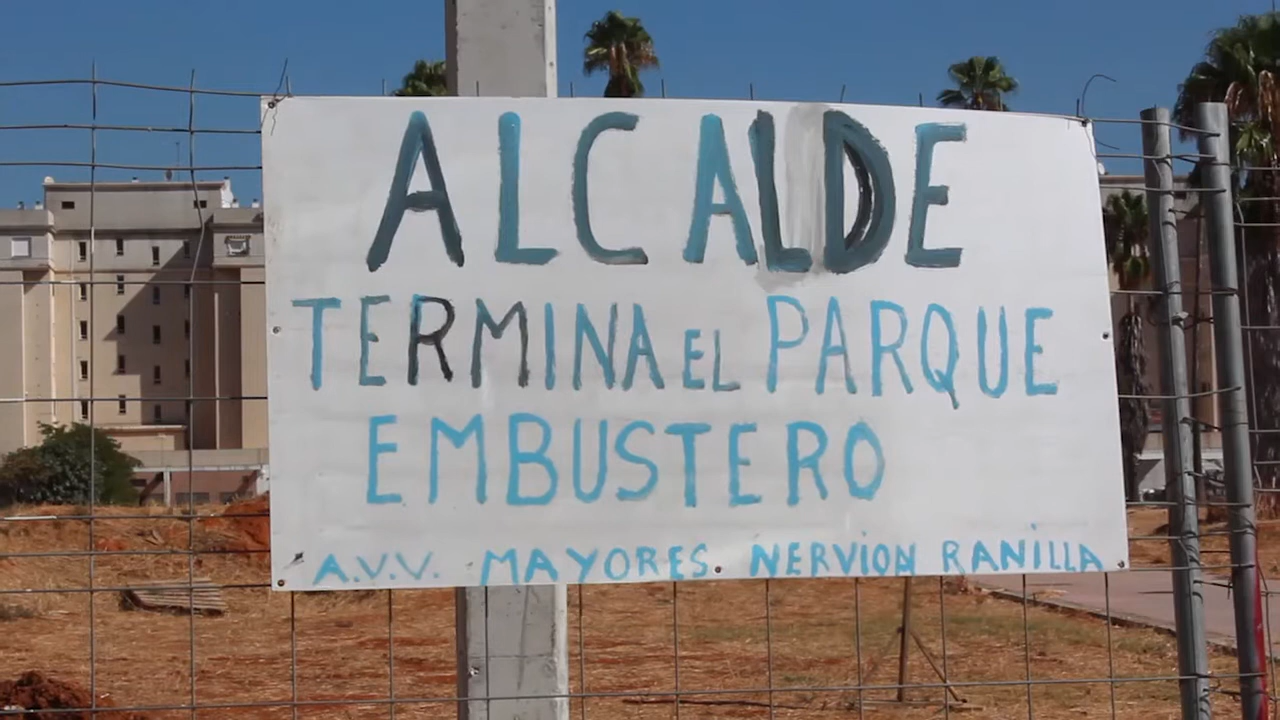 ALCALDE
TERMINA EL PARQUE
EMBUSTERO
A.V.V. MAYORES NERVION RANILLA